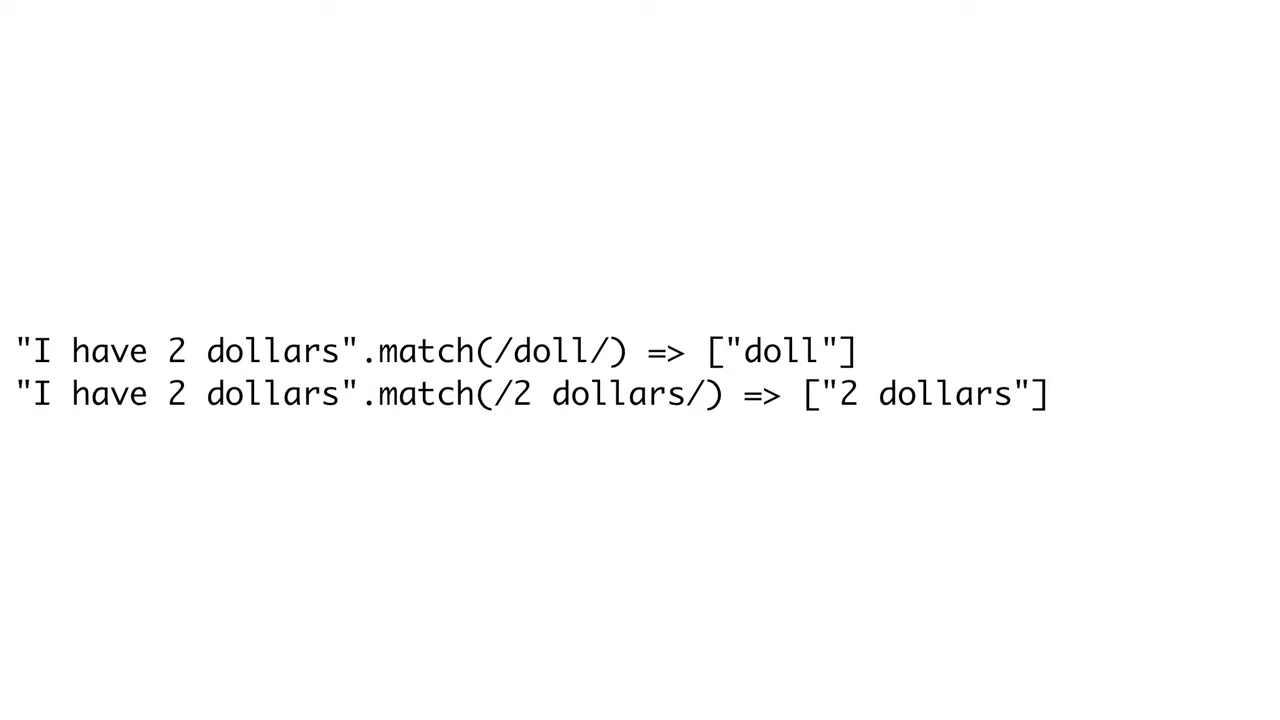 "I have 2 dollars".match(/doll/) => ["doll"]
"I have 2 dollars".match(/2 dollars/) => ["2 dollars"]